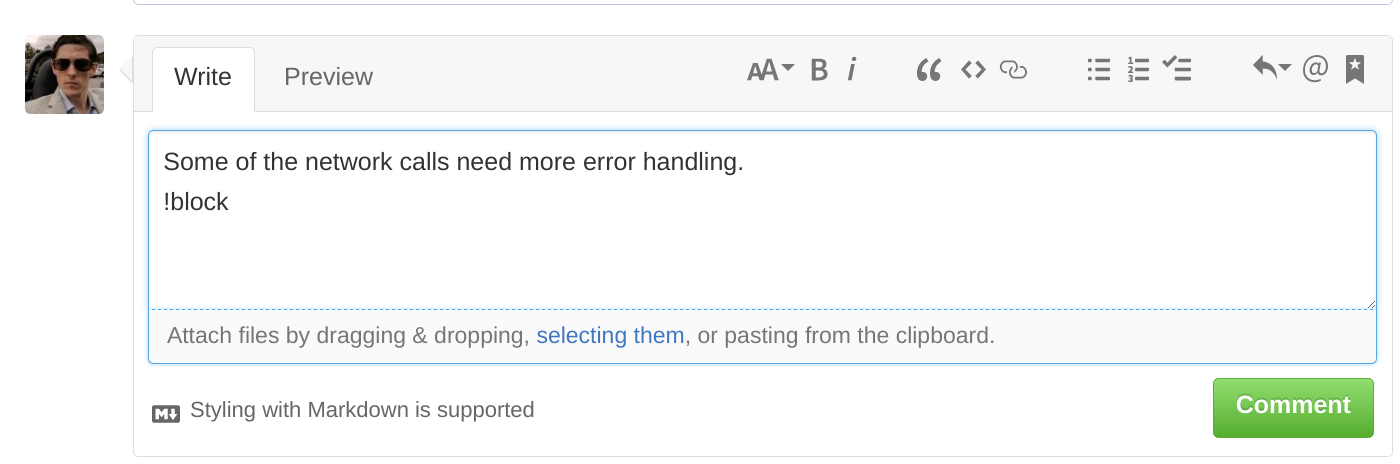 Write Preview AA B i @
Some of the network calls need more error handling.
!block
Attach files by dragging & dropping, selecting them, or pasting from the clipboard.
M Styling with Markdown is supported Comment